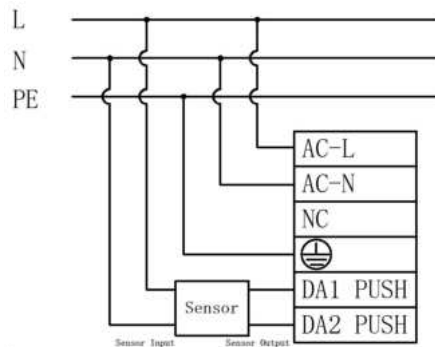 L
N
PE
AC-L
AC-N
NC
DA1 PUSH
Sensor
DA2 PUSH
Sensor Input
Sensor Output